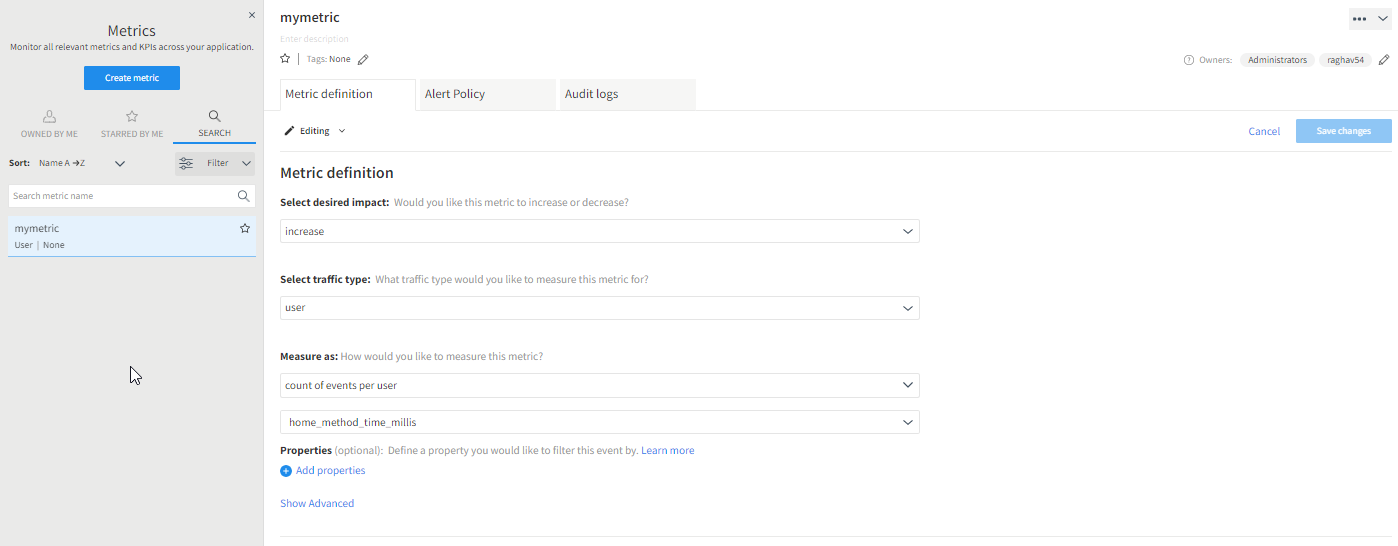 ×
Metrics
Monitor all relevant metrics and KPIs across your application.
Create metric
OWNED BY ME
STARRED BY ME
SEARCH
Sort: Name A → Z
Filter
Search metric name
mymetric
User | None
mymetric
Enter description
Tags: None
Owners: Administrators raghav54
Metric definition
Alert Policy
Audit logs
Editing
Cancel
Save changes
Metric definition
Select desired impact: Would you like this metric to increase or decrease?
increase
Select traffic type: What traffic type would you like to measure this metric for?
user
Measure as: How would you like to measure this metric?
count of events per user
home_method_time_millis
Properties (optional): Define a property you would like to filter this event by. Learn more
Add properties
Show Advanced